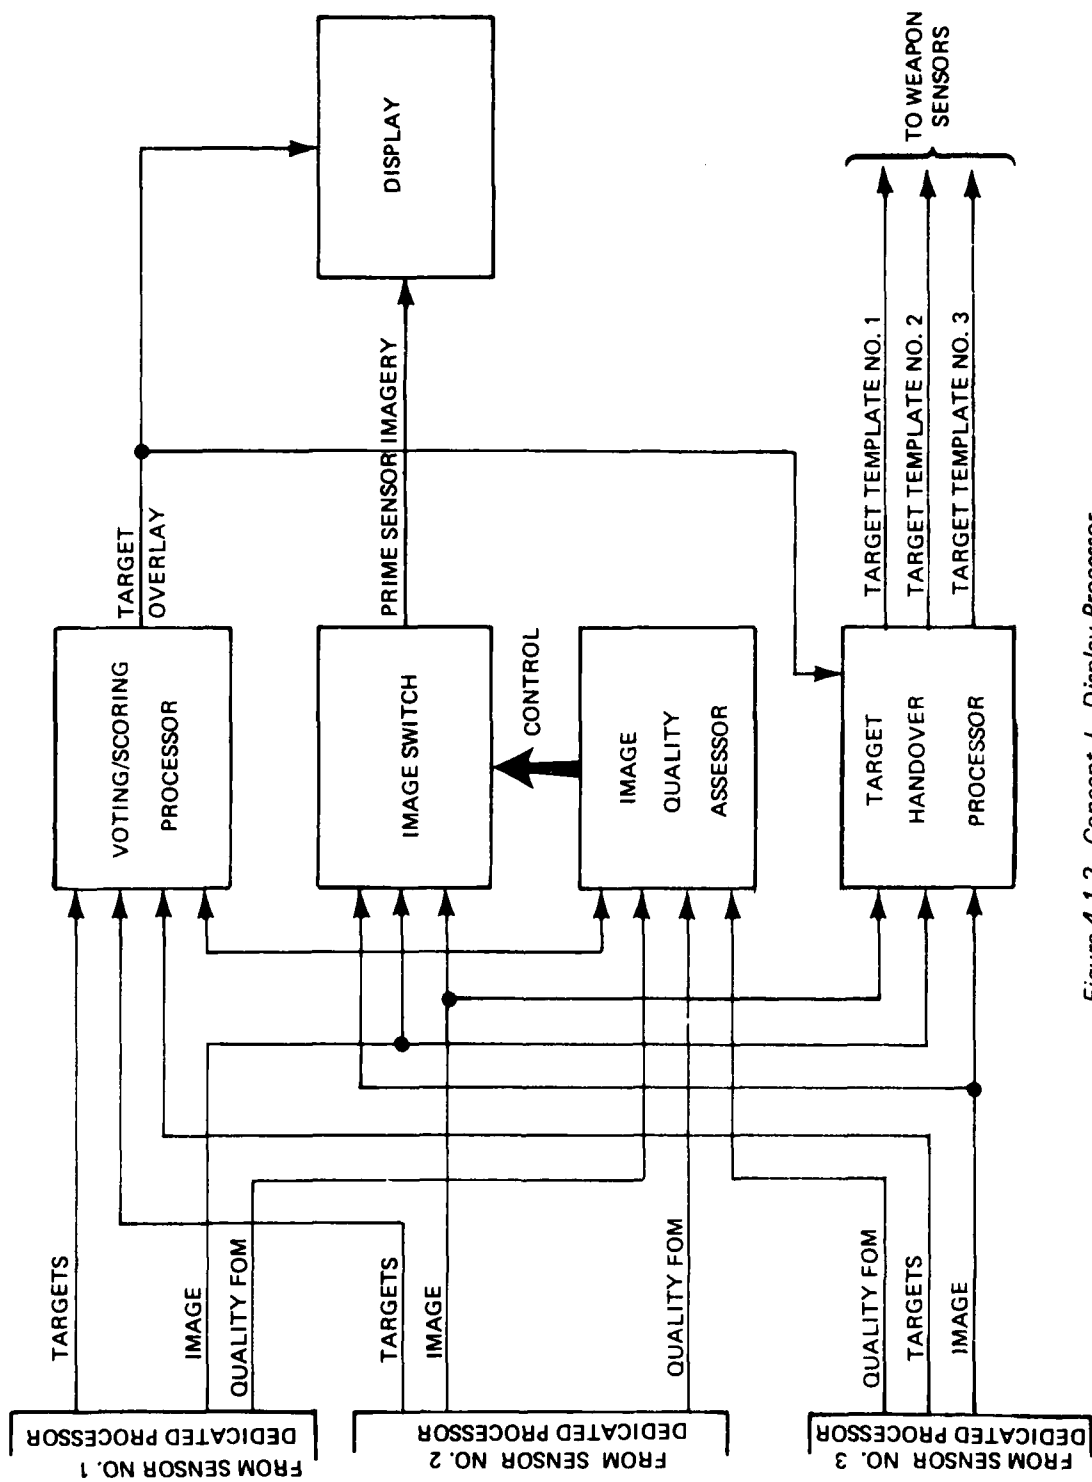 FROM SENSOR NO. 1
DEDICATED PROCESSOR
TARGETS
IMAGE
QUALITY FOM
FROM SENSOR NO. 2
DEDICATED PROCESSOR
TARGETS
IMAGE
QUALITY FOM
FROM SENSOR NO. 3
DEDICATED PROCESSOR
QUALITY FOM
TARGETS
IMAGE
VOTING/SCORING
PROCESSOR
IMAGE SWITCH
CONTROL
IMAGE
QUALITY
ASSESSOR
TARGET
HANDOVER
PROCESSOR
TARGET
OVERLAY
PRIME SENSOR IMAGERY
DISPLAY
TARGET TEMPLATE NO. 1
TARGET TEMPLATE NO. 2
TARGET TEMPLATE NO. 3
TO WEAPON
SENSORS
Figure 4.1.2 Concept I, Display Processor